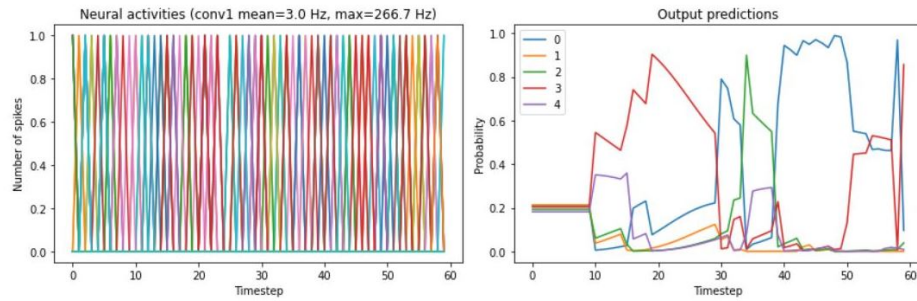 Neural activities (conv1 mean=3.0 Hz, max=266.7 Hz)
Number of spikes
1.0
0.8
0.6
0.4
0.2
0.0
0 10 20 30 40 50 60
Timestep
Output predictions
Probability
1.0
0.8
0.6
0.4
0.2
0.0
0
1
2
3
4
0 10 20 30 40 50 60
Timestep